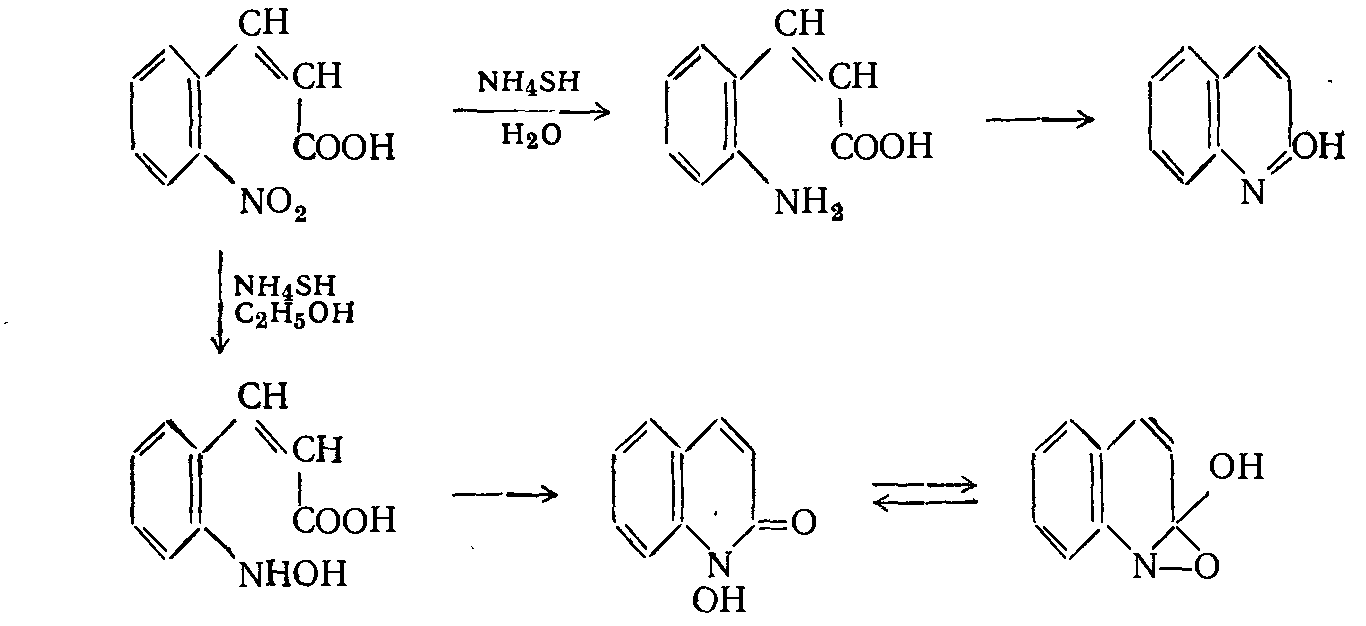 CH
CH
COOH
NO₂
NH₄SH
H₂O
CH
CH
COOH
NH₂
OH
N
NH₄SH
C₂H₅OH
CH
CH
COOH
NHOH
O
N
OH
OH
N
O